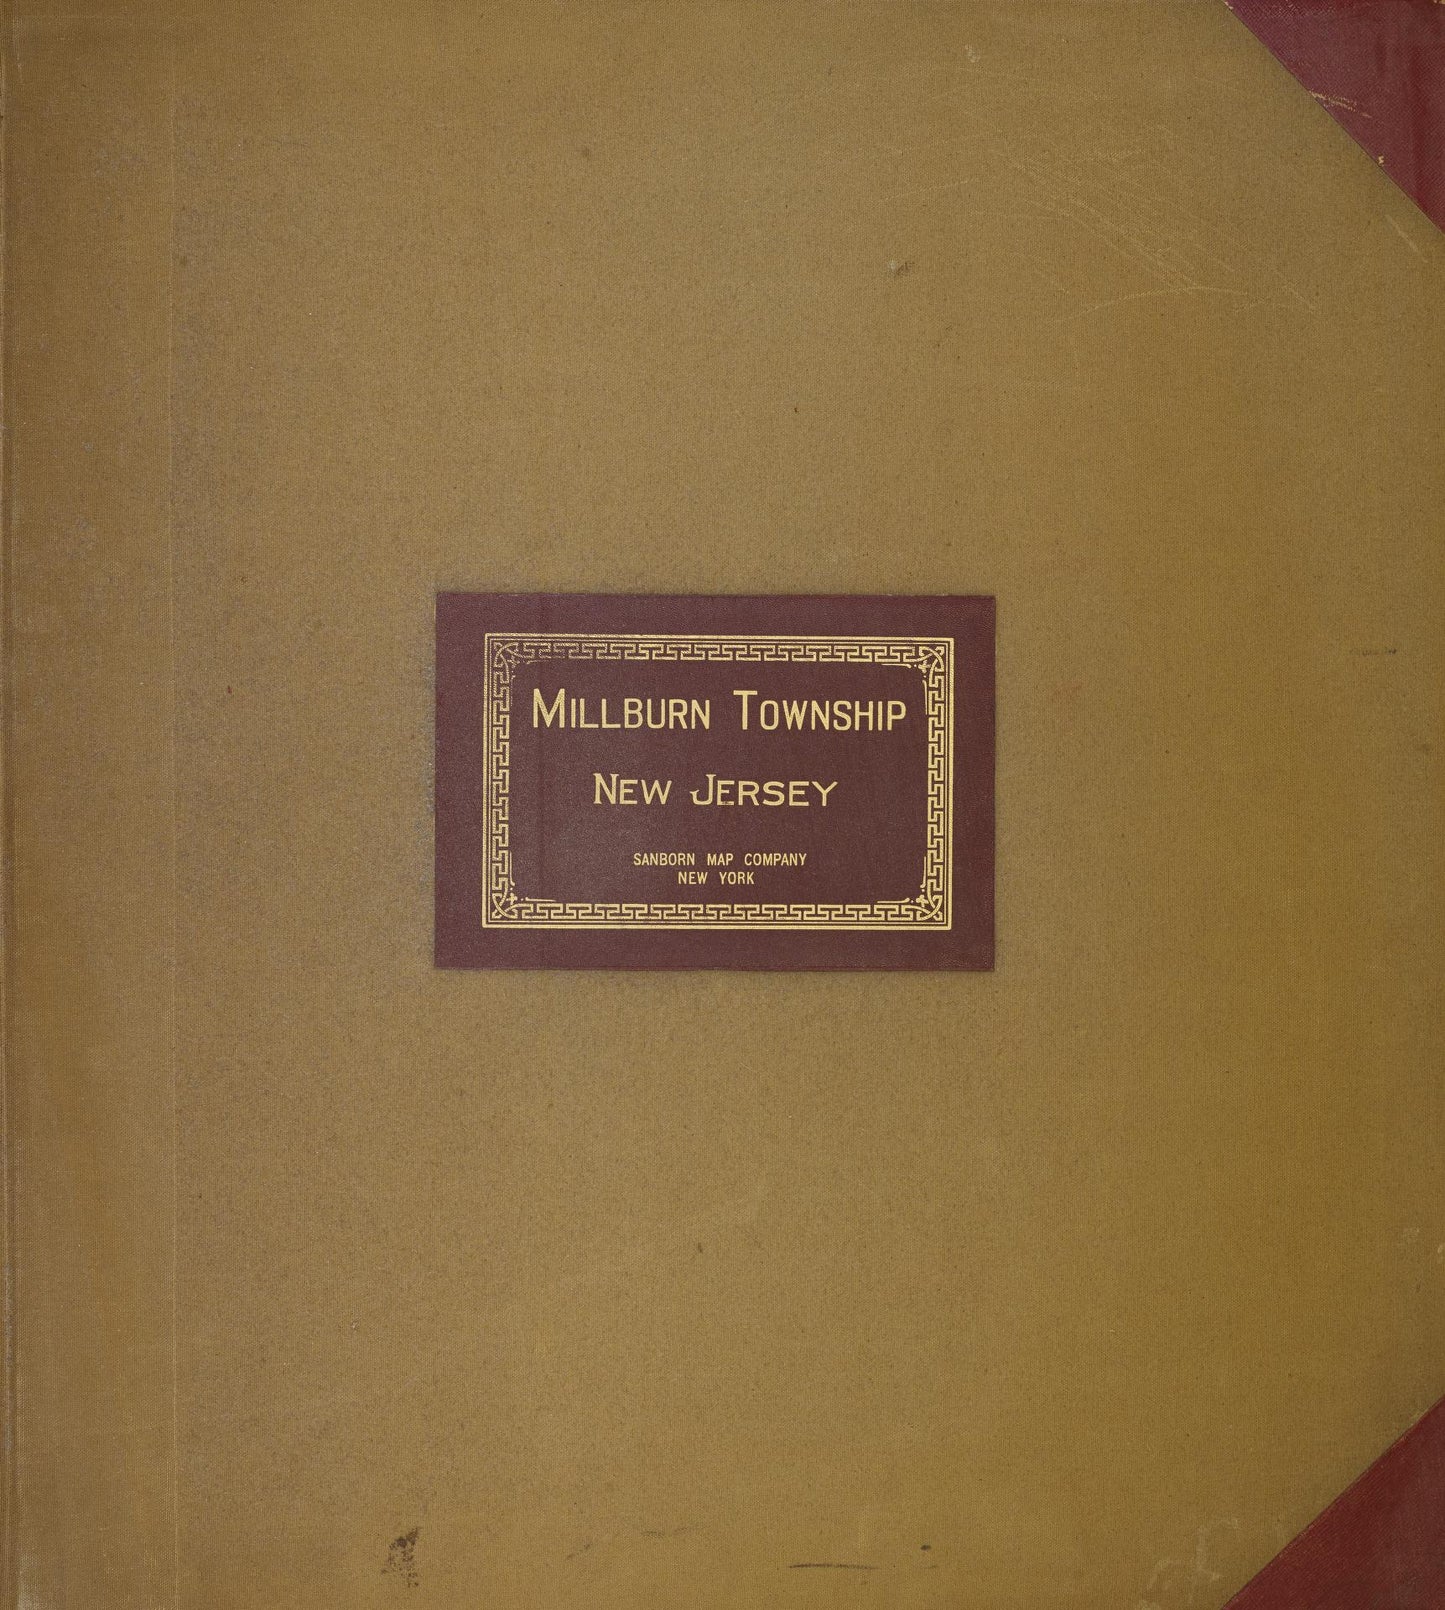 MILLBURN TOWNSHIP
NEW JERSEY
SANBORN MAP COMPANY
NEW YORK